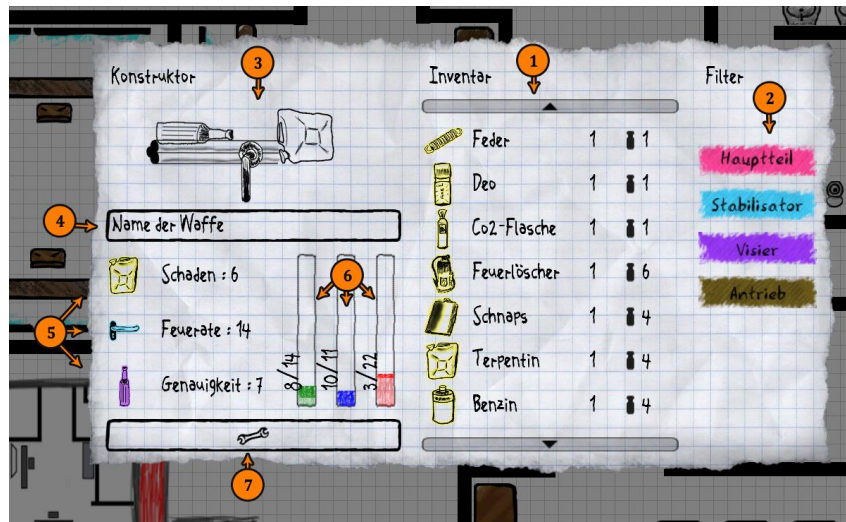 Konstruktor
3
4
Name der Waffe
5
Schaden : 6
Feuerate : 14
Genauigkeit : 7
6
8/14
10/11
3/22
7
Inventar
1
Feder 1 1
Deo 1 1
Co2-Flasche 1 1
Feuerlöscher 1 6
Schnaps 1 4
Terpentin 1 4
Benzin 1 4
Filter
2
Hauptteil
Stabilisator
Visier
Antrieb